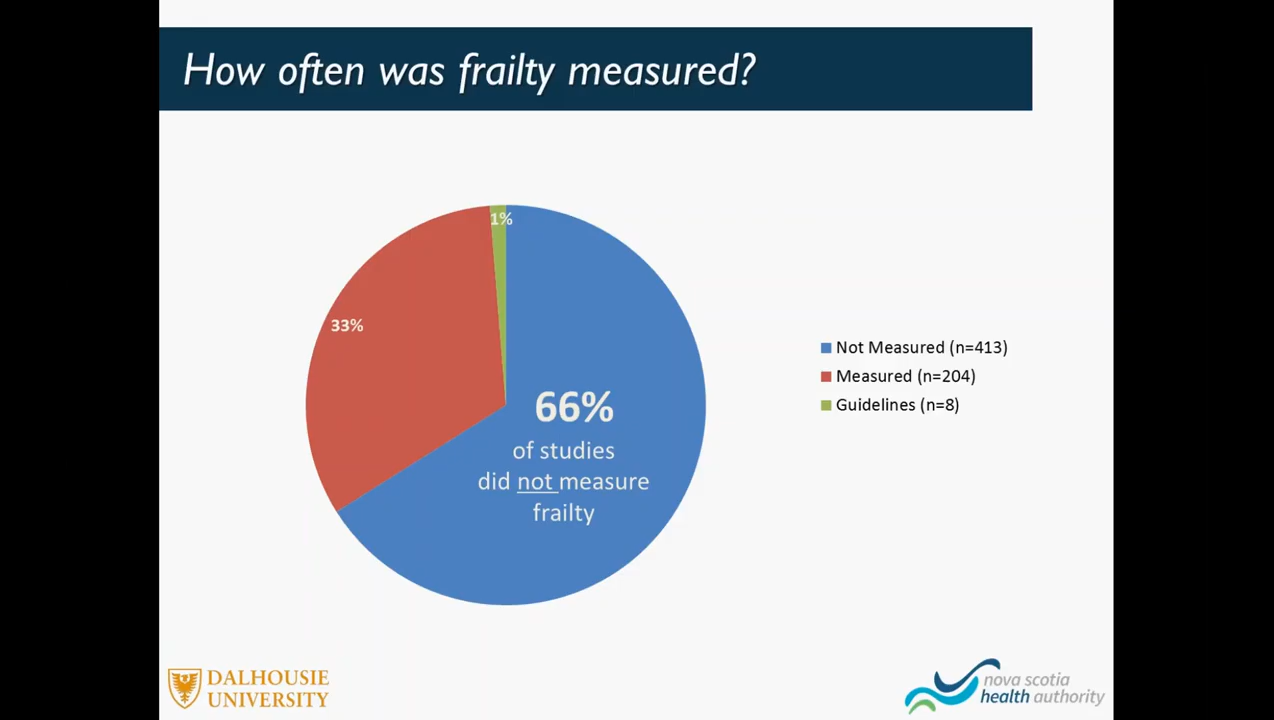 How often was frailty measured?
1%
33%
66%
of studies
did not measure
frailty
Not Measured (n=413)
Measured (n=204)
Guidelines (n=8)
DALHOUSIE
UNIVERSITY
nova scotia
health authority